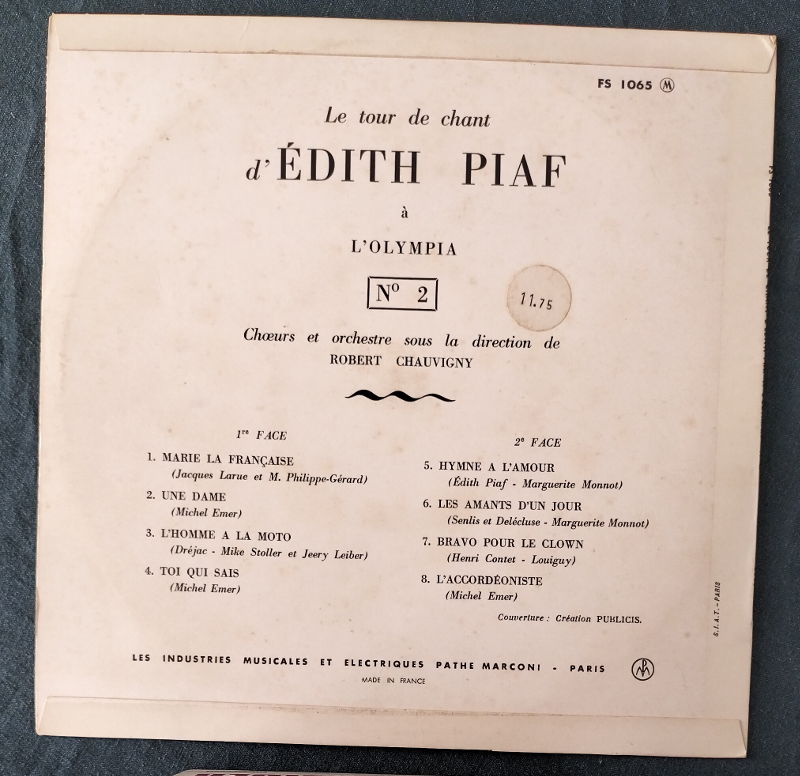 FS 1065 M
Le tour de chant
d'ÉDITH PIAF
à
L'OLYMPIA
Nº 2
11.75
Chœurs et orchestre sous la direction de
ROBERT CHAUVIGNY
1re FACE
1. MARIE LA FRANÇAISE
(Jacques Larue et M. Philippe-Gérard)
2. UNE DAME
(Michel Emer)
3. L'HOMME A LA MOTO
(Dréjac - Mike Stoller et Jeery Leiber)
4. TOI QUI SAIS
(Michel Emer)
2e FACE
5. HYMNE A L'AMOUR
(Édith Piaf - Marguerite Monnot)
6. LES AMANTS D'UN JOUR
(Senlis et Delécluse - Marguerite Monnot)
7. BRAVO POUR LE CLOWN
(Henri Contet - Louiguy)
8. L'ACCORDÉONISTE
(Michel Emer)
Couverture : Création PUBLICIS.
S.I.A.T. - PARIS
LES INDUSTRIES MUSICALES ET ELECTRIQUES PATHE MARCONI - PARIS
MADE IN FRANCE